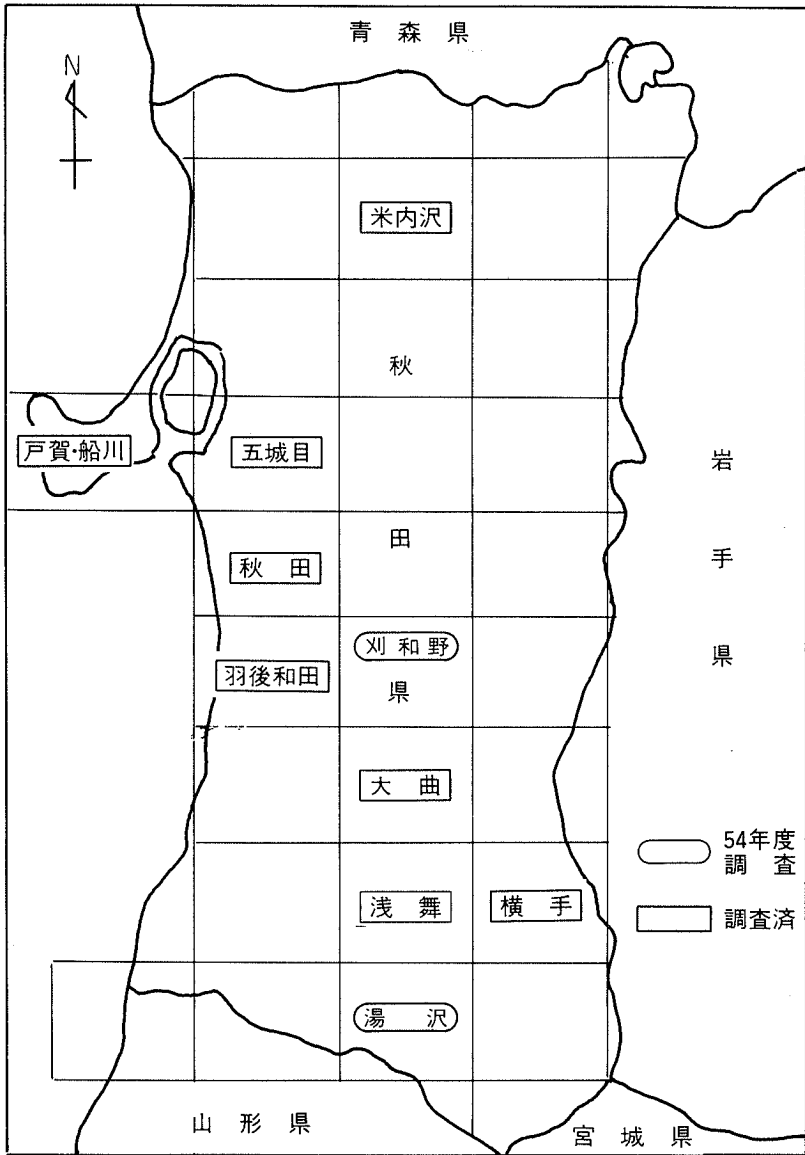 青森県
N
米内沢
秋
戸賀・船川
五城目
岩
田
秋田
手
刈和野
県
羽後和田
県
大曲
54年度
調査
浅舞
横手
調査済
湯沢
山形県
宮城県